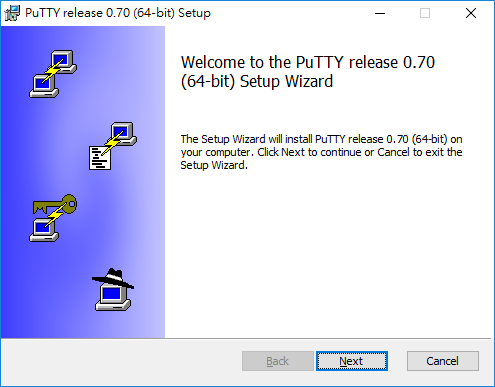 PuTTY release 0.70 (64-bit) Setup
Welcome to the PuTTY release 0.70
(64-bit) Setup Wizard
The Setup Wizard will install PuTTY release 0.70 (64-bit) on
your computer. Click Next to continue or Cancel to exit the
Setup Wizard.
Back Next Cancel